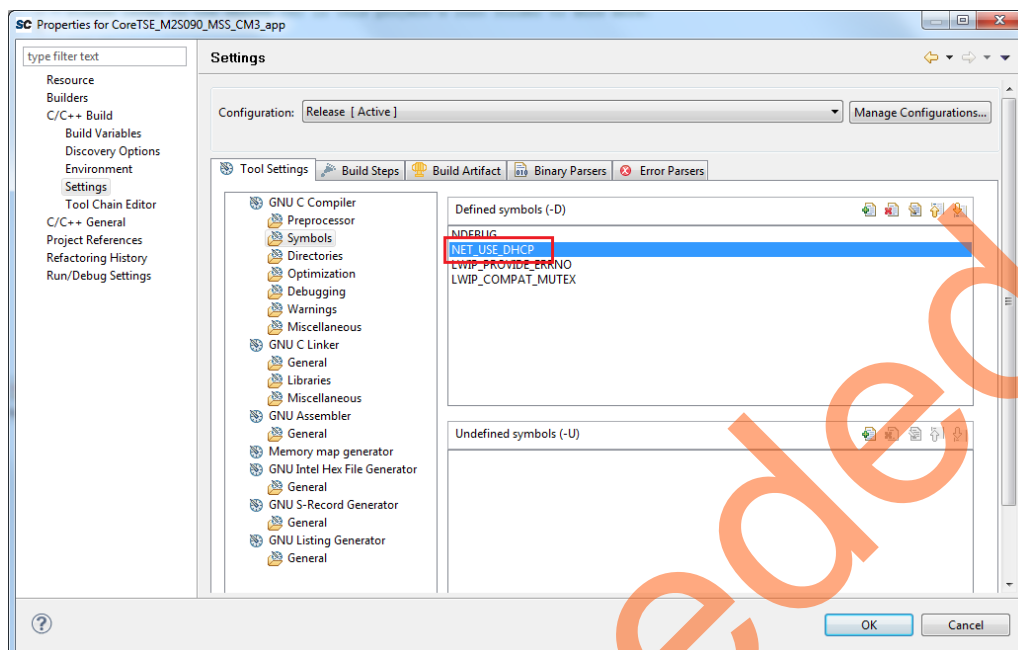 SC Properties for CoreTSE_M2S090_MSS_CM3_app
type filter text
Resource
Builders
C/C++ Build
Build Variables
Discovery Options
Environment
Settings
Tool Chain Editor
C/C++ General
Project References
Refactoring History
Run/Debug Settings
Settings
Configuration: Release [ Active ] Manage Configurations...
Tool Settings Build Steps Build Artifact Binary Parsers Error Parsers
GNU C Compiler
Preprocessor
Symbols
Directories
Optimization
Debugging
Warnings
Miscellaneous
GNU C Linker
General
Libraries
Miscellaneous
GNU Assembler
General
Memory map generator
GNU Intel Hex File Generator
General
GNU S-Record Generator
General
GNU Listing Generator
General
Defined symbols (-D)
NDEBUG
NET_USE_DHCP
LWIP_PROVIDE_ERRNO
LWIP_COMPAT_MUTEX
Undefined symbols (-U)
OK Cancel
eded